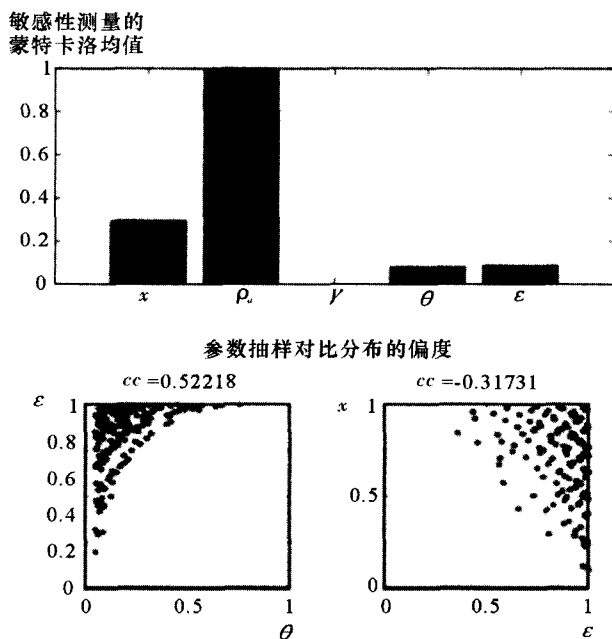 敏感性测量的
蒙特卡洛均值
1
0.8
0.6
0.4
0.2
0
x ρ_a γ θ ε
参数抽样对比分布的偏度
cc =0.52218
ε
1
0.8
0.6
0.4
0.2
0
0 0.5 1
θ
cc =-0.31731
x
1
0.5
0
0 0.5 1
ε